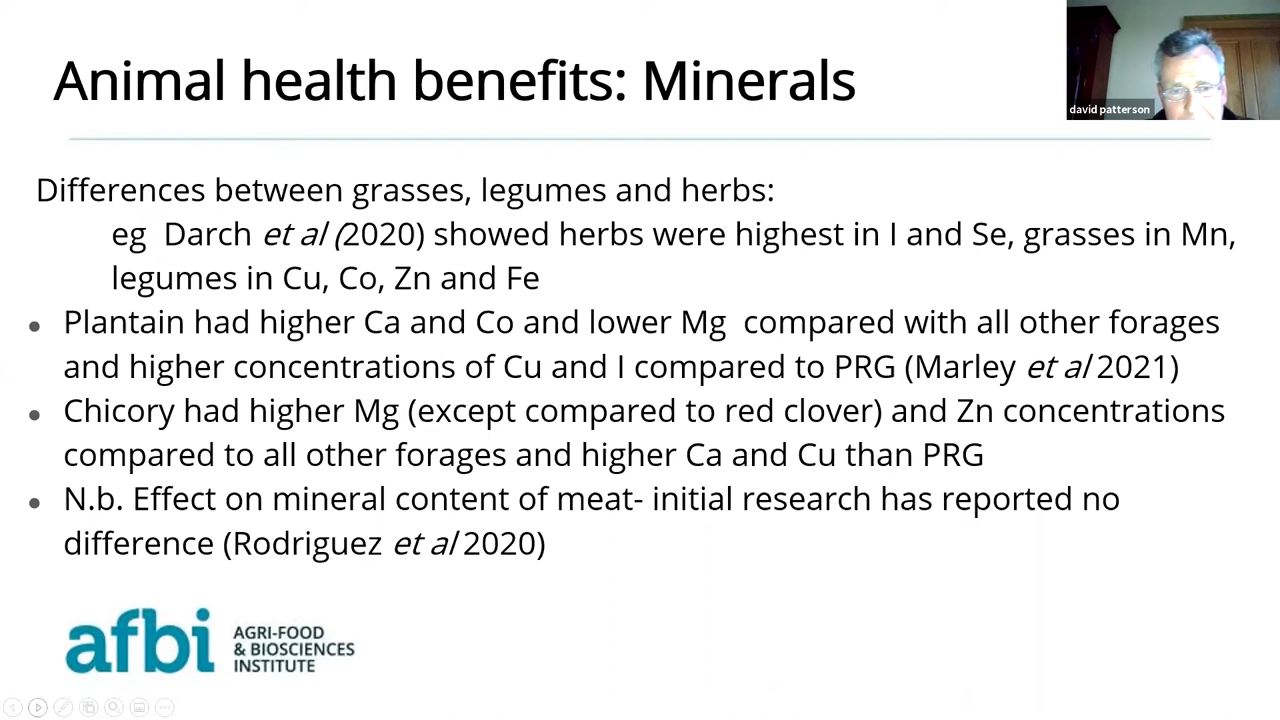 Animal health benefits: Minerals
david patterson
Differences between grasses, legumes and herbs:
eg Darch et al (2020) showed herbs were highest in I and Se, grasses in Mn,
legumes in Cu, Co, Zn and Fe
• Plantain had higher Ca and Co and lower Mg compared with all other forages
and higher concentrations of Cu and I compared to PRG (Marley et al 2021)
• Chicory had higher Mg (except compared to red clover) and Zn concentrations
compared to all other forages and higher Ca and Cu than PRG
• N.b. Effect on mineral content of meat- initial research has reported no
difference (Rodriguez et al 2020)
afbi
AGRI-FOOD
& BIOSCIENCES
INSTITUTE